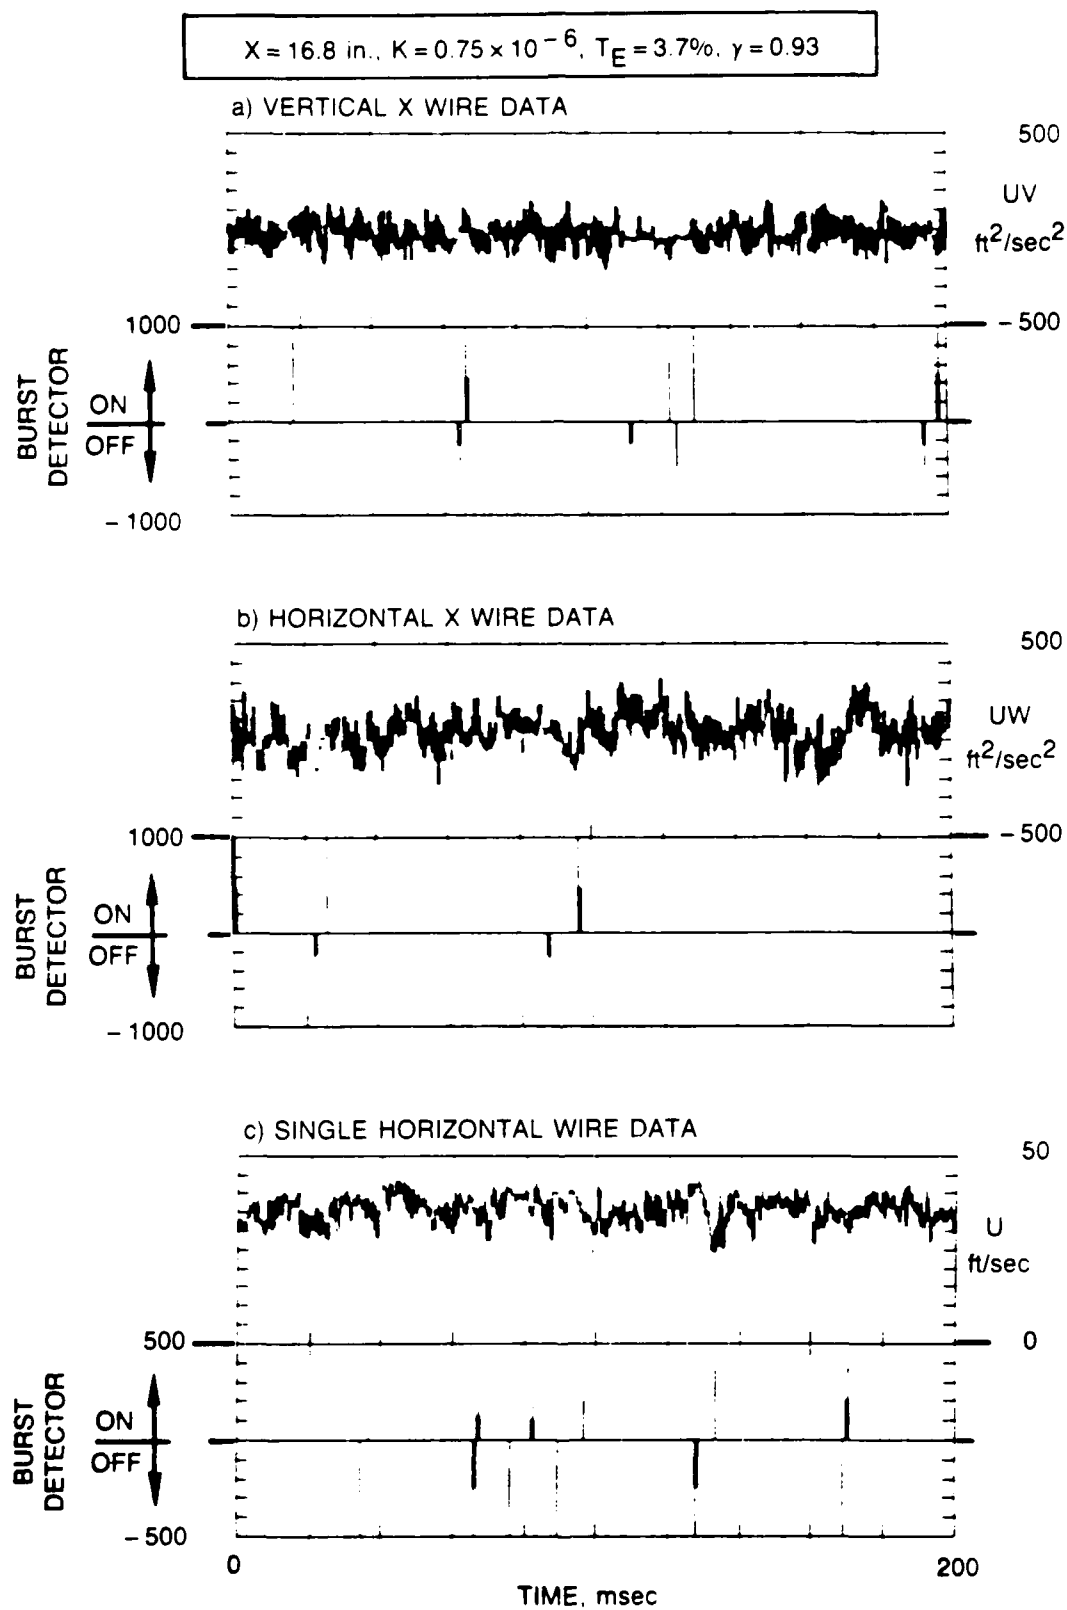 X = 16.8 in., K = 0.75 × 10⁻⁶, T_E = 3.7%, γ = 0.93
a) VERTICAL X WIRE DATA
500
UV
ft²/sec²
1000
-500
BURST
DETECTOR
ON
OFF
-1000
b) HORIZONTAL X WIRE DATA
500
UW
ft²/sec²
1000
-500
BURST
DETECTOR
ON
OFF
-1000
c) SINGLE HORIZONTAL WIRE DATA
50
U
ft/sec
500
0
BURST
DETECTOR
ON
OFF
-500
0
200
TIME, msec